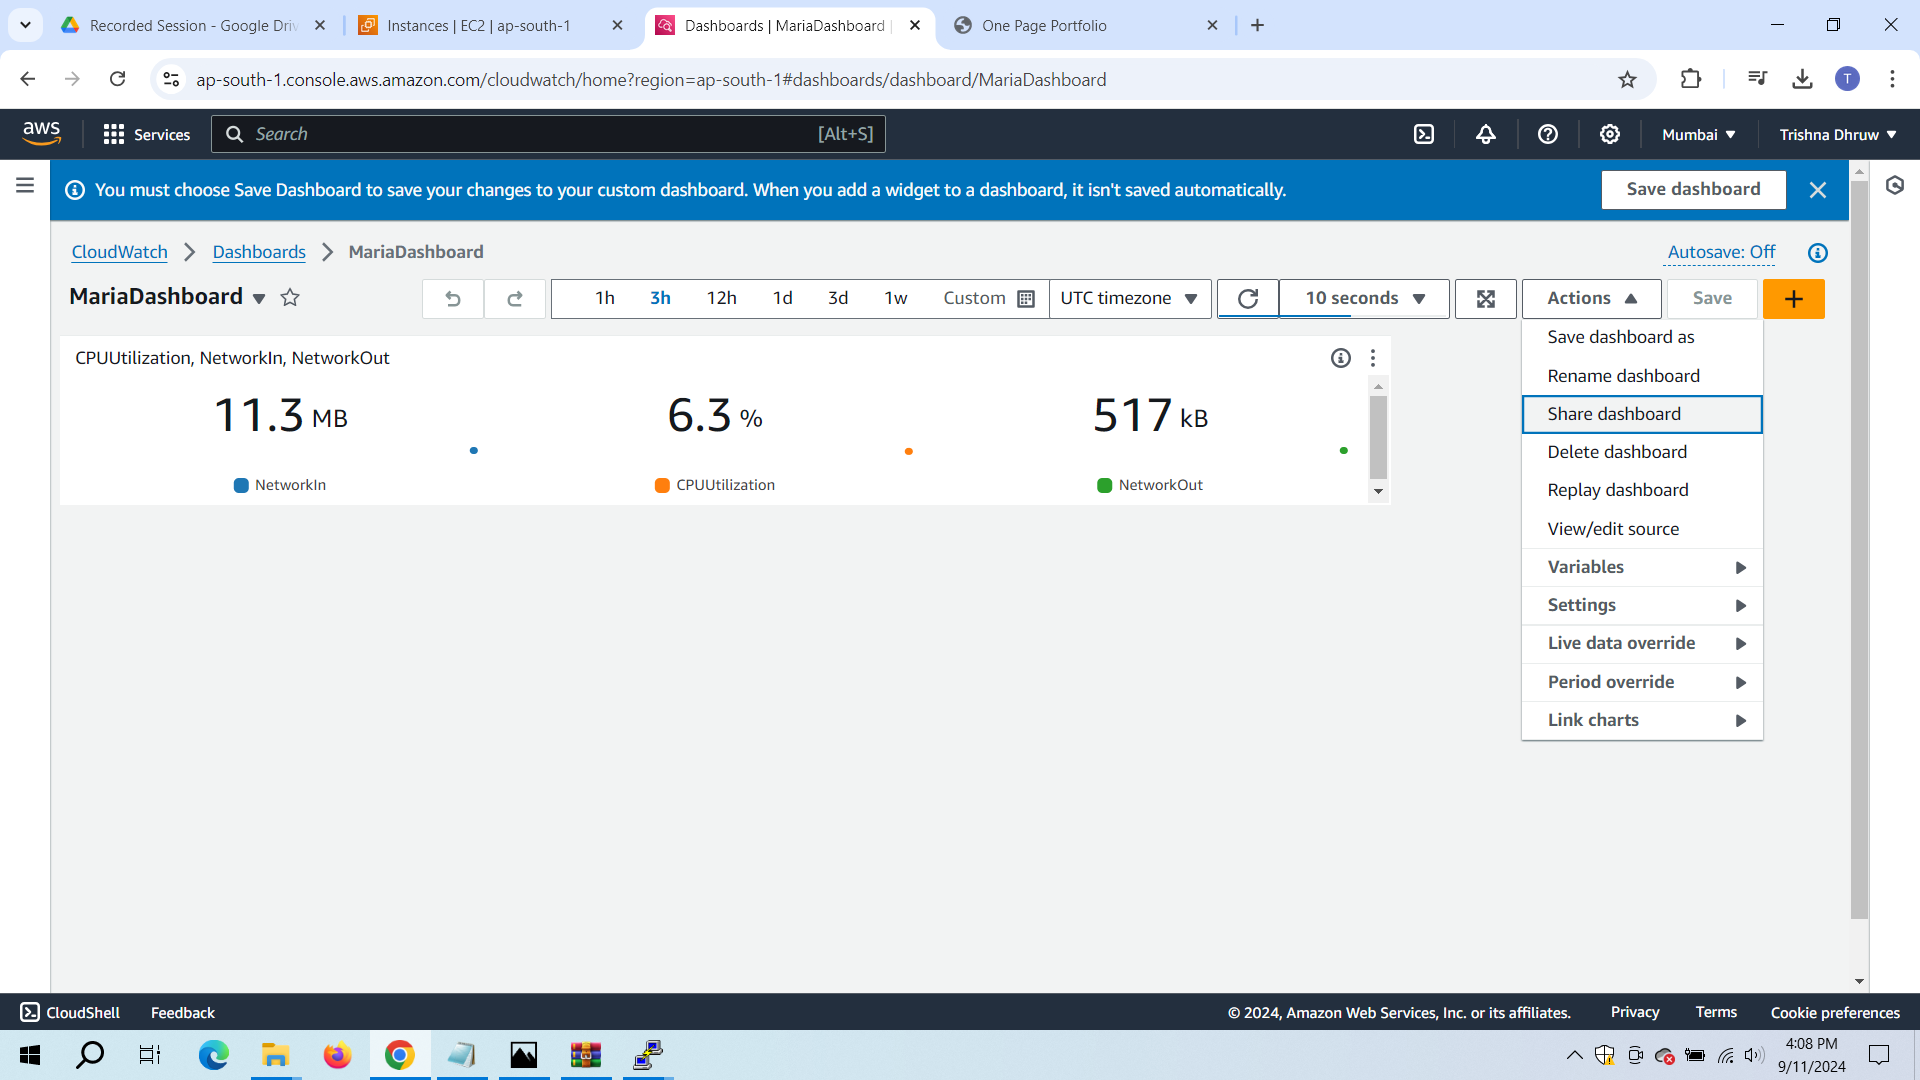 Recorded Session - Google Driv
Instances | EC2 | ap-south-1
Dashboards | MariaDashboard |
One Page Portfolio
ap-south-1.console.aws.amazon.com/cloudwatch/home?region=ap-south-1#dashboards/dashboard/MariaDashboard
T
aws
Services
Search
[Alt+S]
Mumbai
Trishna Dhruw
You must choose Save Dashboard to save your changes to your custom dashboard. When you add a widget to a dashboard, it isn't saved automatically.
Save dashboard
CloudWatch
Dashboards
MariaDashboard
Autosave: Off
MariaDashboard
1h 3h 12h 1d 3d 1w Custom
UTC timezone
10 seconds
Actions
Save
CPUUtilization, NetworkIn, NetworkOut
11.3 MB
6.3 %
517 kB
NetworkIn
CPUUtilization
NetworkOut
Save dashboard as
Rename dashboard
Share dashboard
Delete dashboard
Replay dashboard
View/edit source
Variables
Settings
Live data override
Period override
Link charts
CloudShell
Feedback
© 2024, Amazon Web Services, Inc. or its affiliates.
Privacy
Terms
Cookie preferences
4:08 PM
9/11/2024